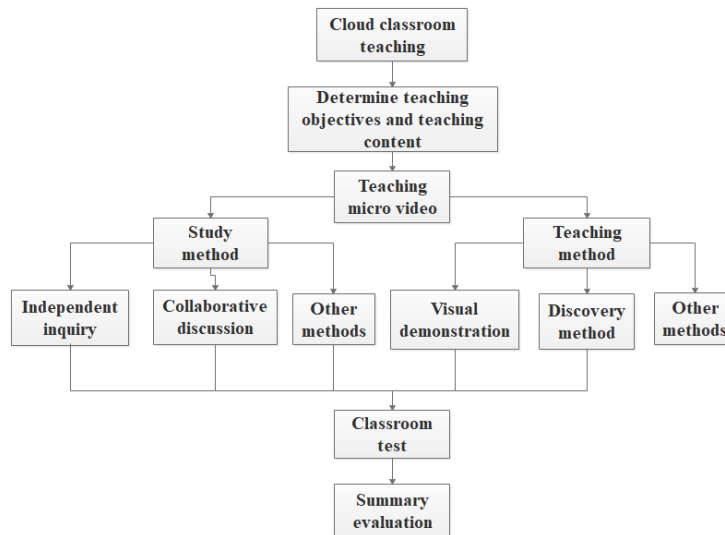 Cloud classroom
teaching
Determine teaching
objectives and teaching
content
Teaching
micro video
Study
method
Teaching
method
Independent
inquiry
Collaborative
discussion
Other
methods
Visual
demonstration
Discovery
method
Other
methods
Classroom
test
Summary
evaluation